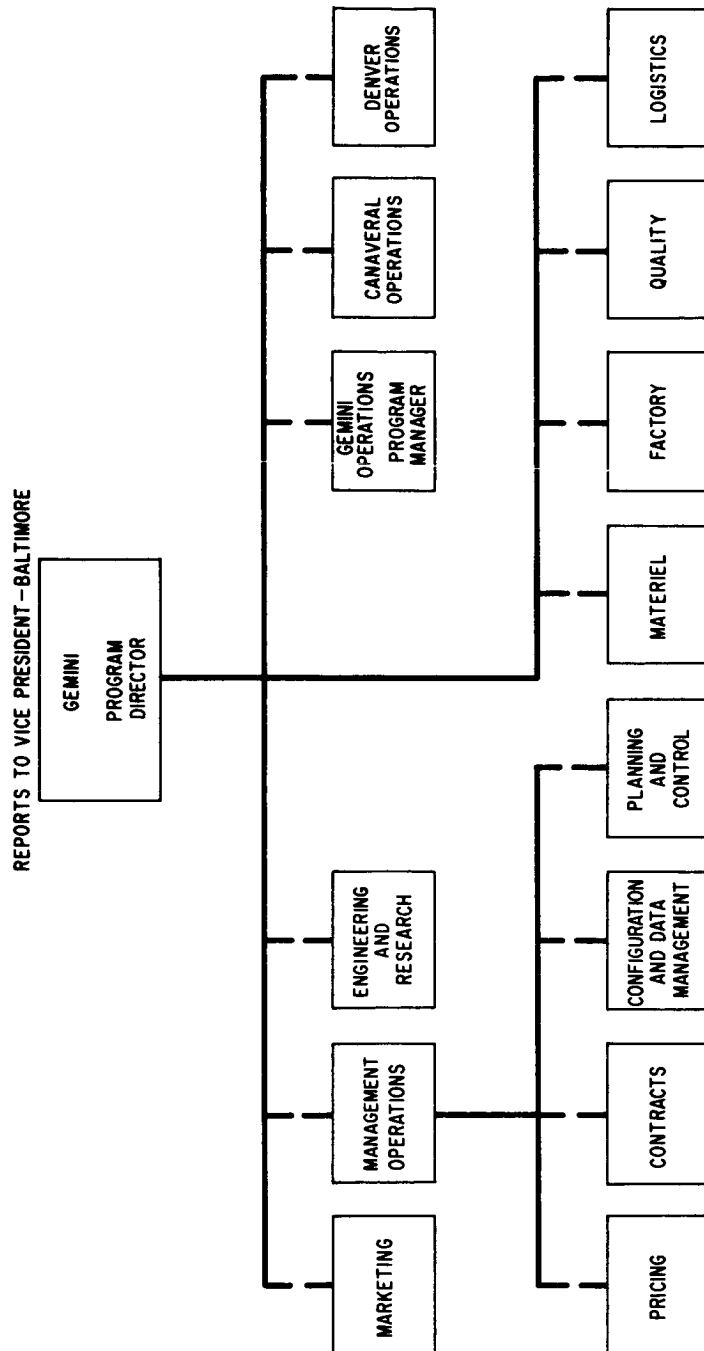 REPORTS TO VICE PRESIDENT-BALTIMORE
GEMINI
PROGRAM
DIRECTOR
MARKETING
MANAGEMENT
OPERATIONS
ENGINEERING
AND
RESEARCH
GEMINI
OPERATIONS
PROGRAM
MANAGER
CANAVERAL
OPERATIONS
DENVER
OPERATIONS
PRICING
CONTRACTS
CONFIGURATION
AND DATA
MANAGEMENT
PLANNING
AND
CONTROL
MATERIEL
FACTORY
QUALITY
LOGISTICS